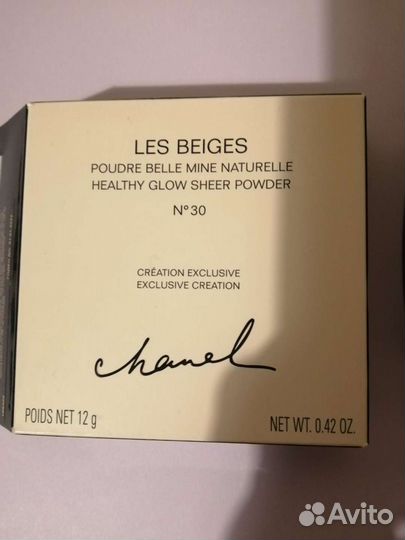 LES BEIGES
POUDRE BELLE MINE NATURELLE
HEALTHY GLOW SHEER POWDER
N° 30
CRÉATION EXCLUSIVE
EXCLUSIVE CREATION
Chanel
POIDS NET 12 g NET WT. 0.42 OZ.
Avito